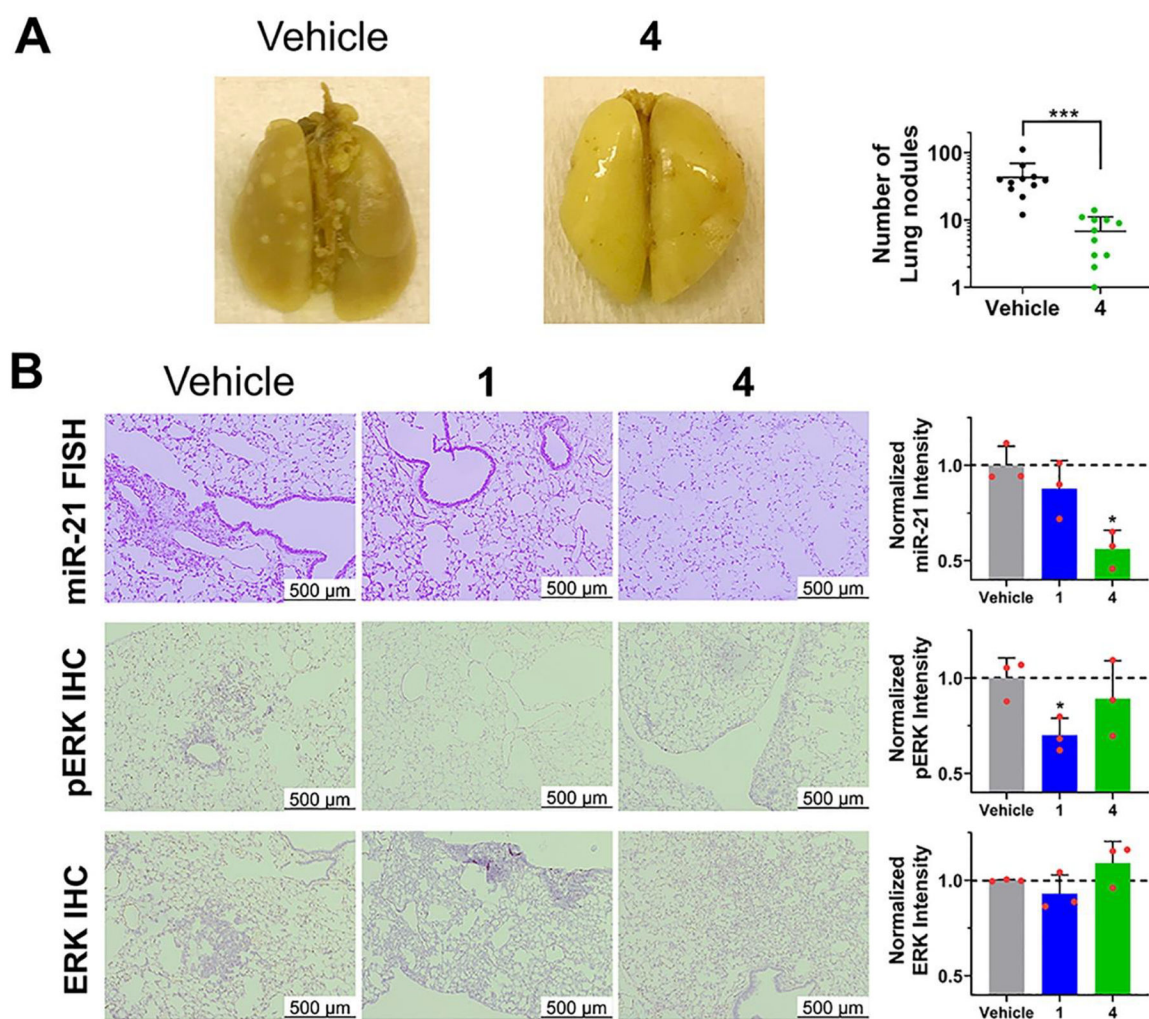 A
Vehicle
4
Number of
Lung nodules
100
10
1
***
Vehicle
4
B
Vehicle
1
4
miR-21 FISH
500 µm
500 µm
500 µm
Normalized
miR-21 Intensity
1.0
0.5
*
Vehicle
1
4
pERK IHC
500 µm
500 µm
500 µm
Normalized
pERK Intensity
1.0
0.5
*
Vehicle
1
4
ERK IHC
500 µm
500 µm
500 µm
Normalized
ERK Intensity
1.0
0.5
Vehicle
1
4